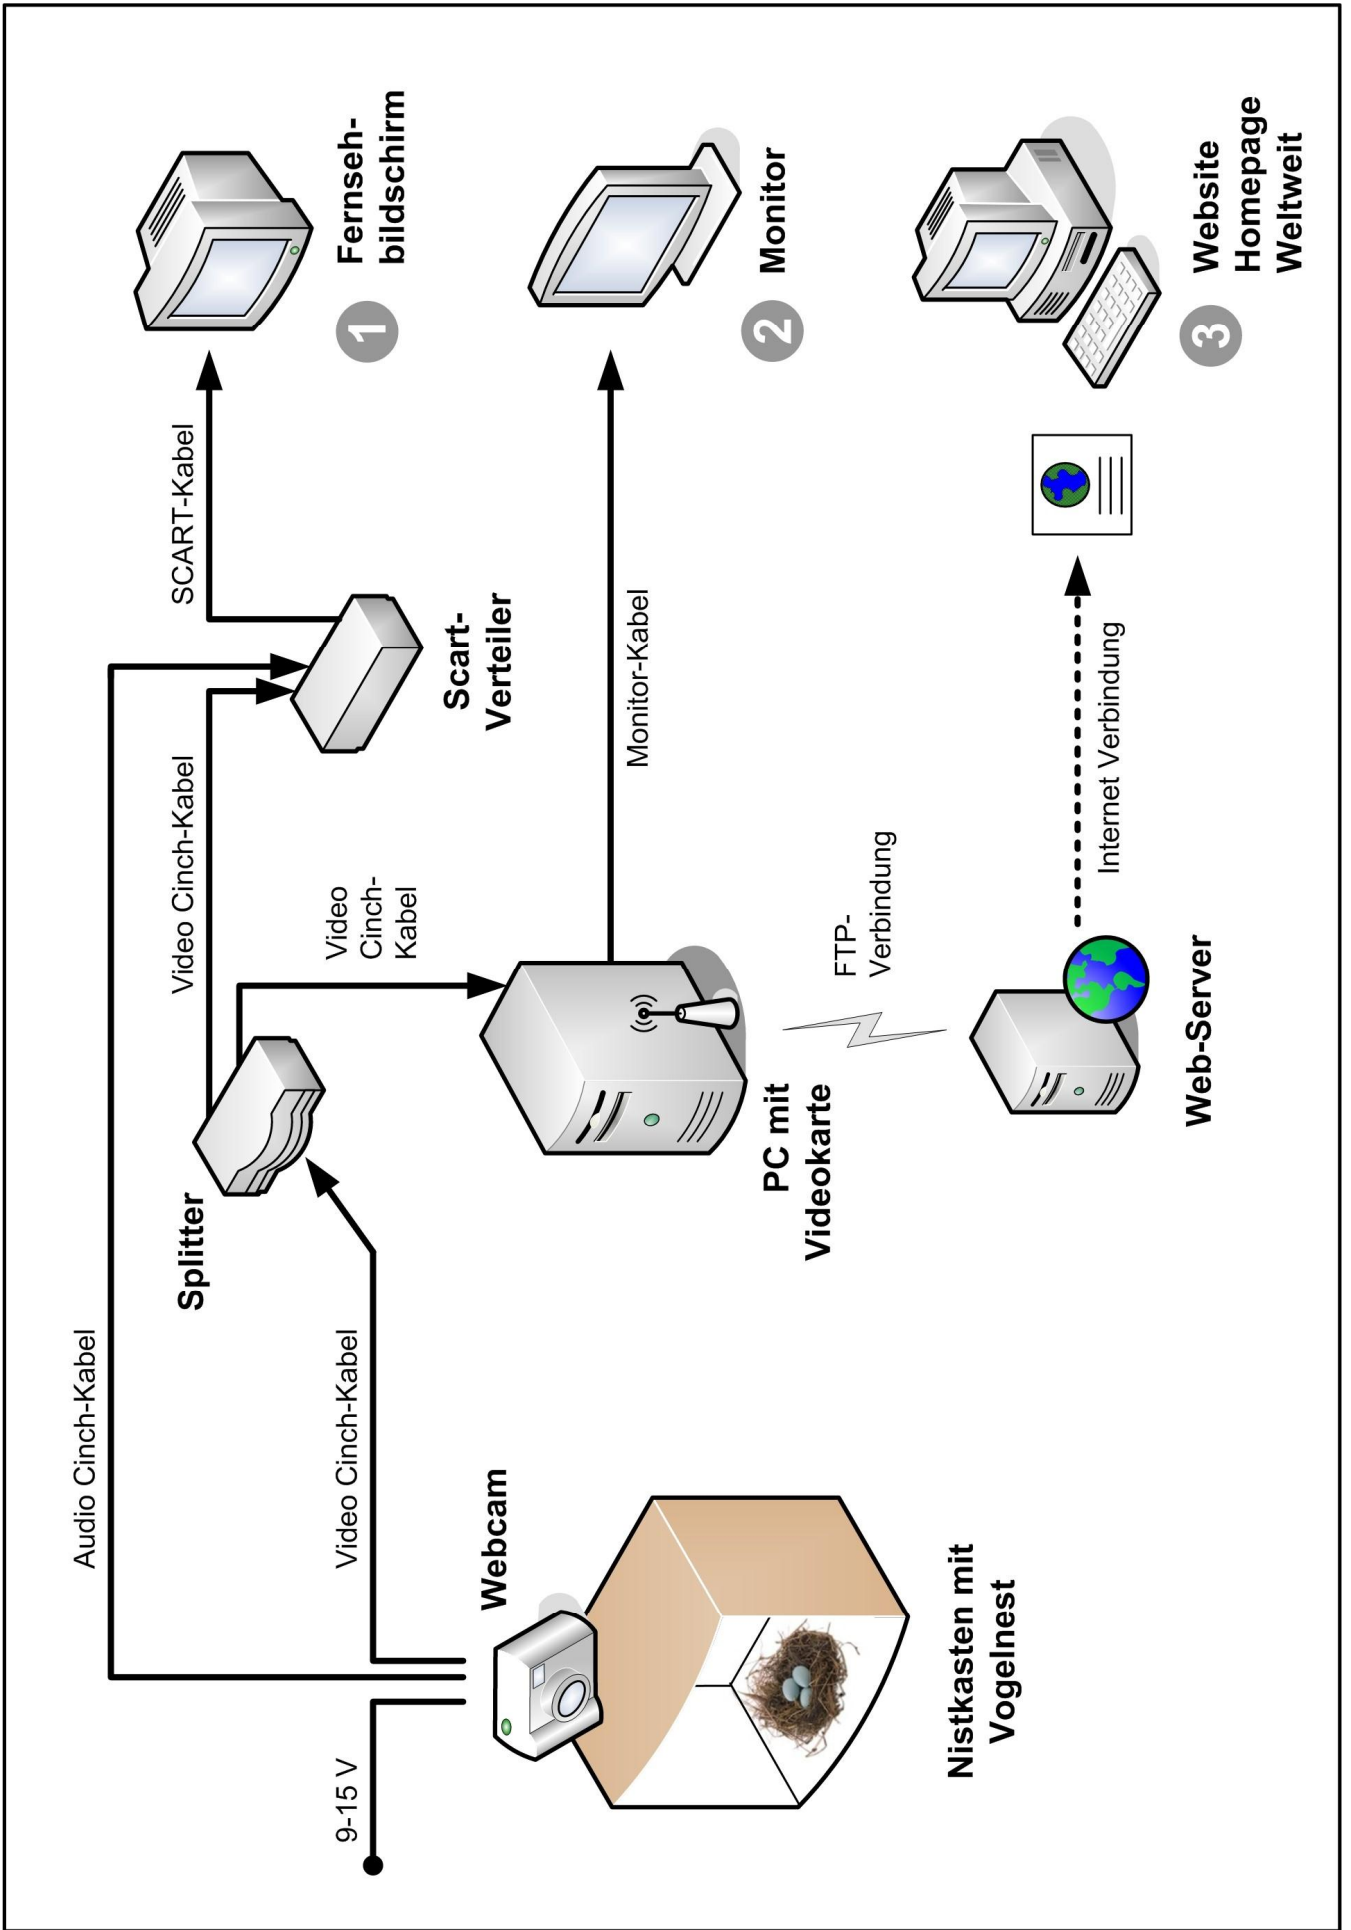 Audio Cinch-Kabel
SCART-Kabel
Video Cinch-Kabel
Splitter
9-15 V
Video Cinch-Kabel
Video
Cinch-
Kabel
Fernseh-
bildschirm
1
Scart-
Verteiler
Webcam
Monitor-Kabel
2
Monitor
PC mit
Videokarte
FTP-
Verbindung
Nistkasten mit
Vogelnest
Internet Verbindung
Web-Server
3
Website
Homepage
Weltweit